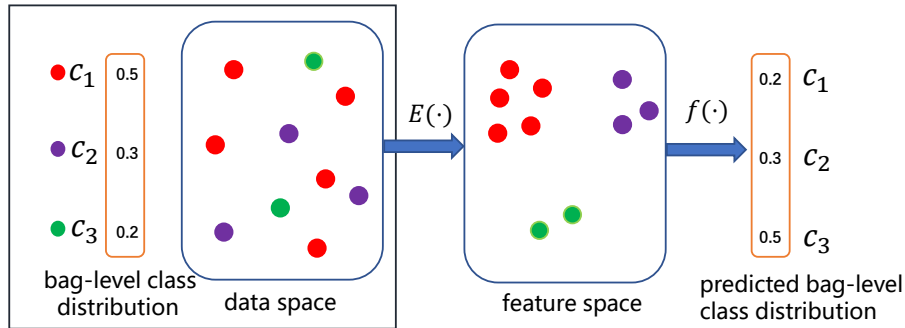 c₁ 0.5
c₂ 0.3
c₃ 0.2
bag-level class
distribution
data space
E(·)
feature space
f(·)
0.2 c₁
0.3 c₂
0.5 c₃
predicted bag-level
class distribution